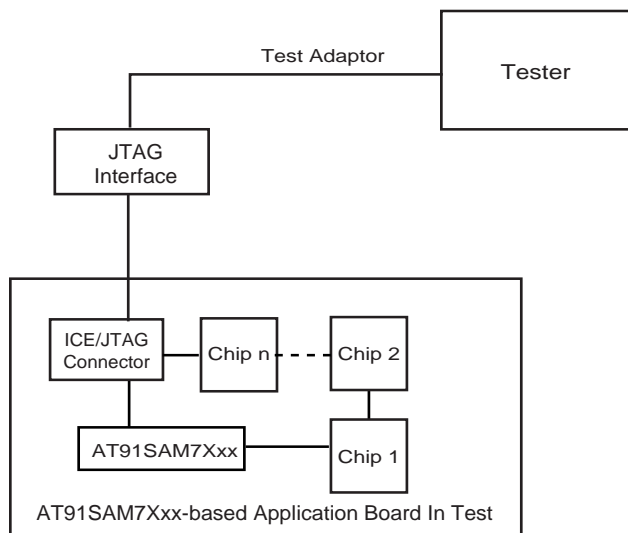 Test Adaptor
Tester
JTAG
Interface
ICE/JTAG
Connector
Chip n
Chip 2
AT91SAM7Xxx
Chip 1
AT91SAM7Xxx-based Application Board In Test